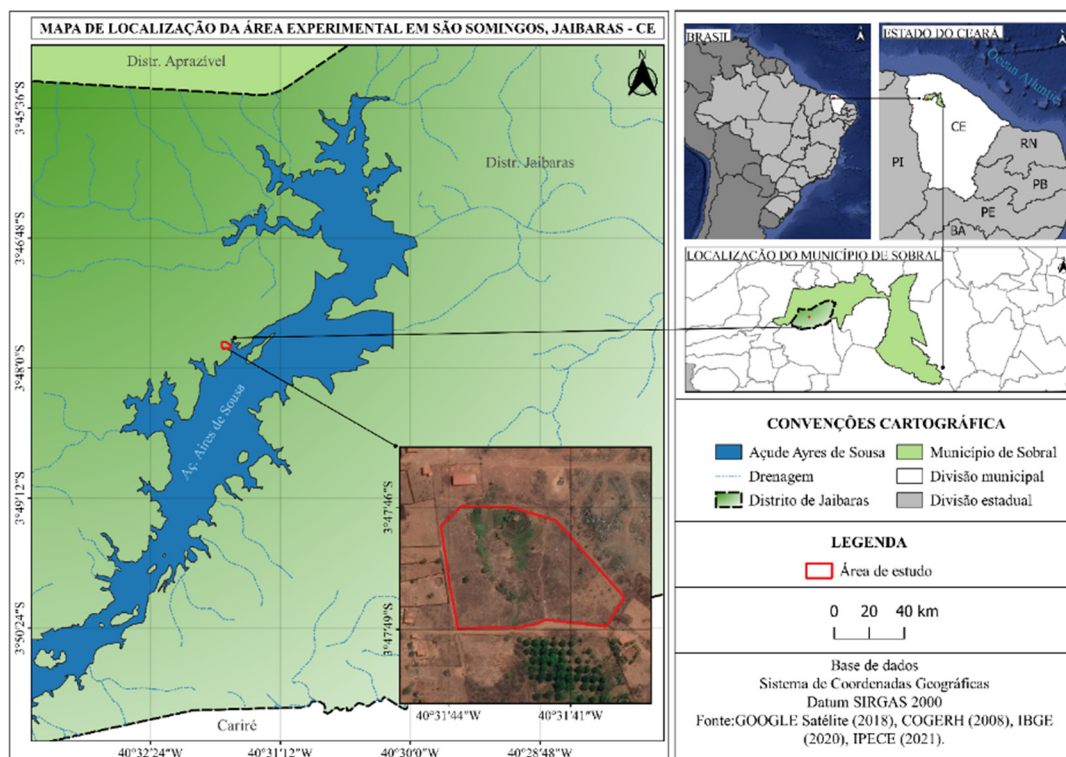 MAPA DE LOCALIZAÇÃO DA ÁREA EXPERIMENTAL EM SÃO SOMINGOS, JAIBARAS - CE
Distr. Aprazível
N
Distr. Jaibaras
Aç. Aires de Sousa
Cariré
3°45'36"S
3°46'48"S
3°48'0"S
3°49'12"S
3°50'24"S
40°32'24"W
40°31'12"W
40°30'0"W
40°28'48"W
3°47'46"S
3°47'49"S
40°31'44"W
40°31'41"W
BRASIL
ESTADO DO CEARÁ
Ocean Atlantic
CE
PI
RN
PB
PE
BA
LOCALIZAÇÃO DO MUNICÍPIO DE SOBRAL
CONVENÇÕES CARTOGRÁFICA
Açude Ayres de Sousa
Município de Sobral
Drenagem
Divisão municipal
Distrito de Jaibaras
Divisão estadual
LEGENDA
Área de estudo
0 20 40 km
Base de dados
Sistema de Coordenadas Geográficas
Datum SIRGAS 2000
Fonte:GOOGLE Satélite (2018), COGERH (2008), IBGE
(2020), IPECE (2021).